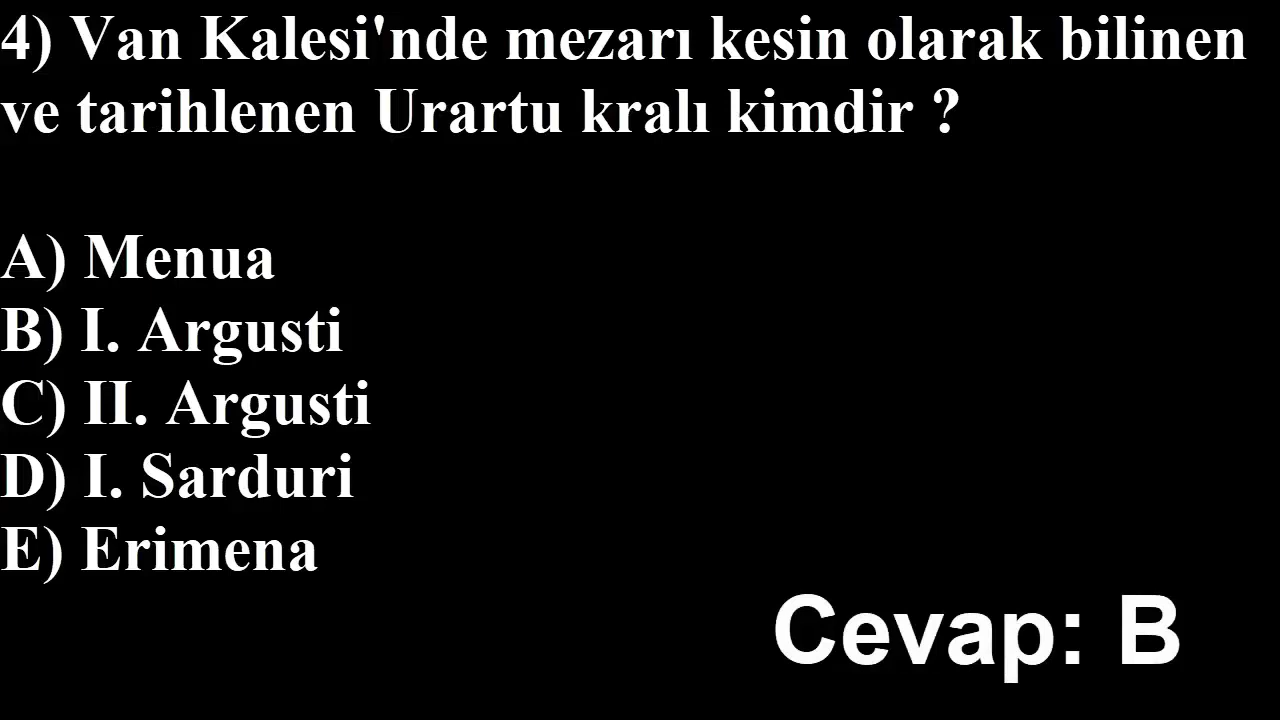 4) Van Kalesi'nde mezarı kesin olarak bilinen
ve tarihlenen Urartu kralı kimdir ?
A) Menua
B) I. Argusti
C) II. Argusti
D) I. Sarduri
E) Erimena
Cevap: B